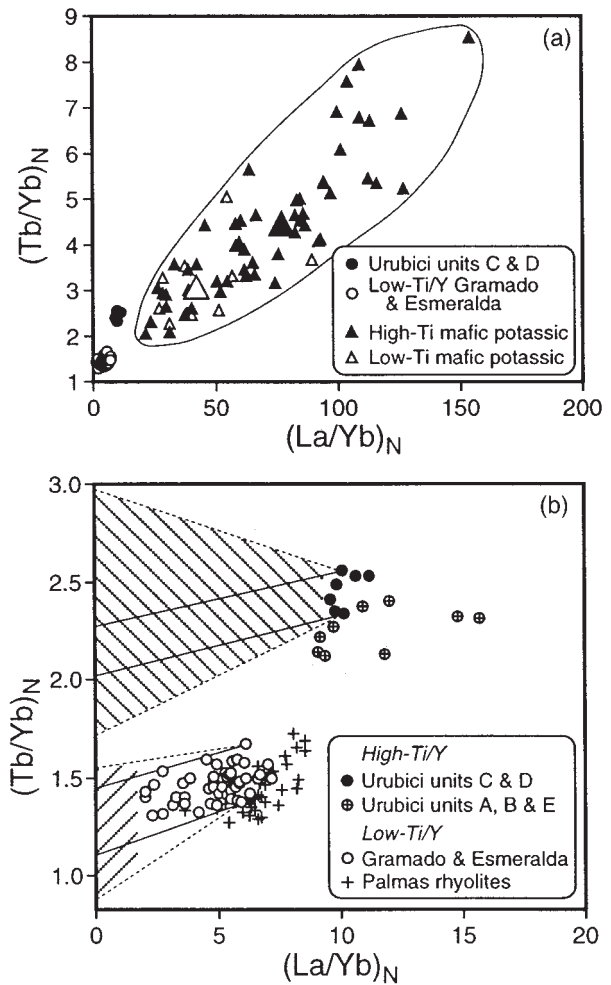 (a)
9
8
7
6
5
4
3
2
1
(Tb/Yb)N
Urubici units C & D
Low-Ti/Y Gramado
& Esmeralda
High-Ti mafic potassic
Low-Ti mafic potassic
0 50 100 150 200
(La/Yb)N
(b)
3.0
2.5
2.0
1.5
1.0
(Tb/Yb)N
High-Ti/Y
Urubici units C & D
Urubici units A, B & E
Low-Ti/Y
Gramado & Esmeralda
Palmas rhyolites
0 5 10 15 20
(La/Yb)N